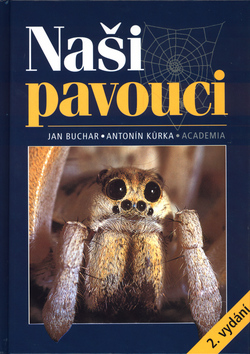 Naši
pavouci
JAN BUCHAR • ANTONÍN KŮRKA • ACADEMIA
2. vydání